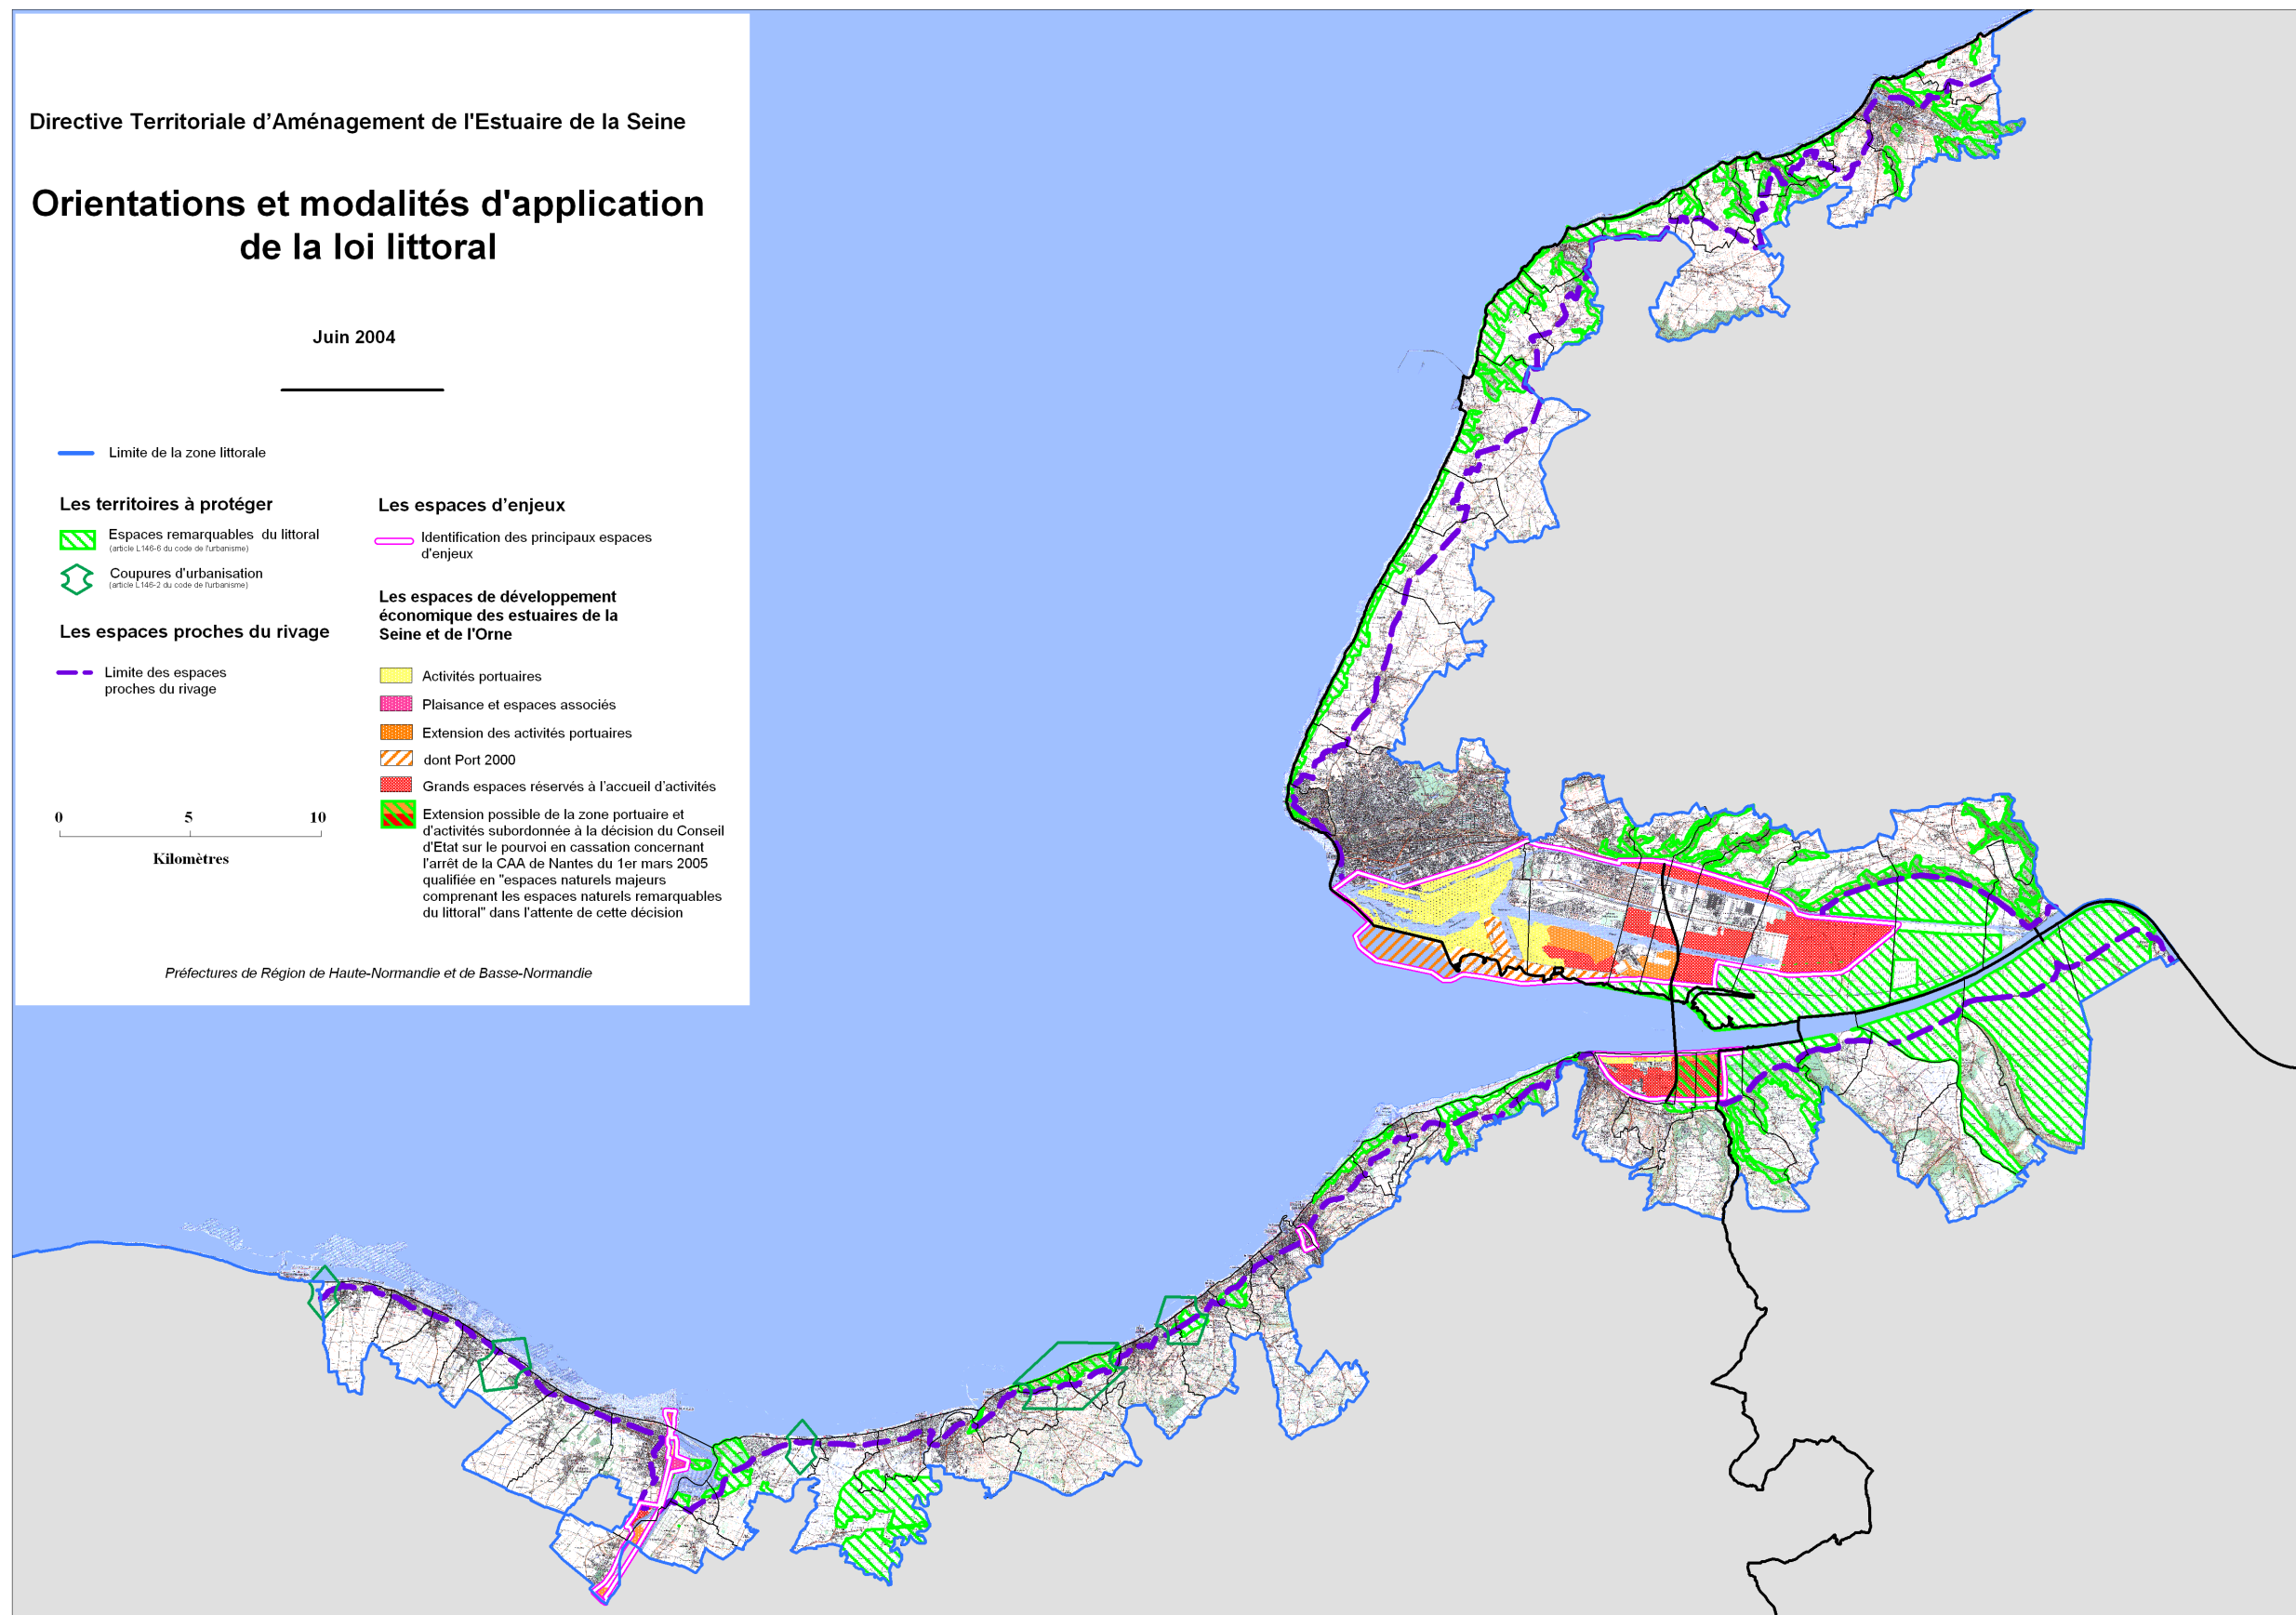 Directive Territoriale d’Aménagement de l'Estuaire de la Seine
Orientations et modalités d'application
de la loi littoral
Juin 2004
Limite de la zone littorale
Les territoires à protéger
Espaces remarquables du littoral
(article L146-6 du code de l'urbanisme)
Coupures d'urbanisation
(article L146-2 du code de l'urbanisme)
Les espaces proches du rivage
Limite des espaces
proches du rivage
0 5 10
Kilomètres
Les espaces d’enjeux
Identification des principaux espaces
d'enjeux
Les espaces de développement
économique des estuaires de la
Seine et de l'Orne
Activités portuaires
Plaisance et espaces associés
Extension des activités portuaires
dont Port 2000
Grands espaces réservés à l’accueil d’activités
Extension possible de la zone portuaire et
d'activités subordonnée à la décision du Conseil
d'Etat sur le pourvoi en cassation concernant
l'arrêt de la CAA de Nantes du 1er mars 2005
qualifiée en "espaces naturels majeurs
comprenant les espaces naturels remarquables
du littoral" dans l'attente de cette décision
Préfectures de Région de Haute-Normandie et de Basse-Normandie